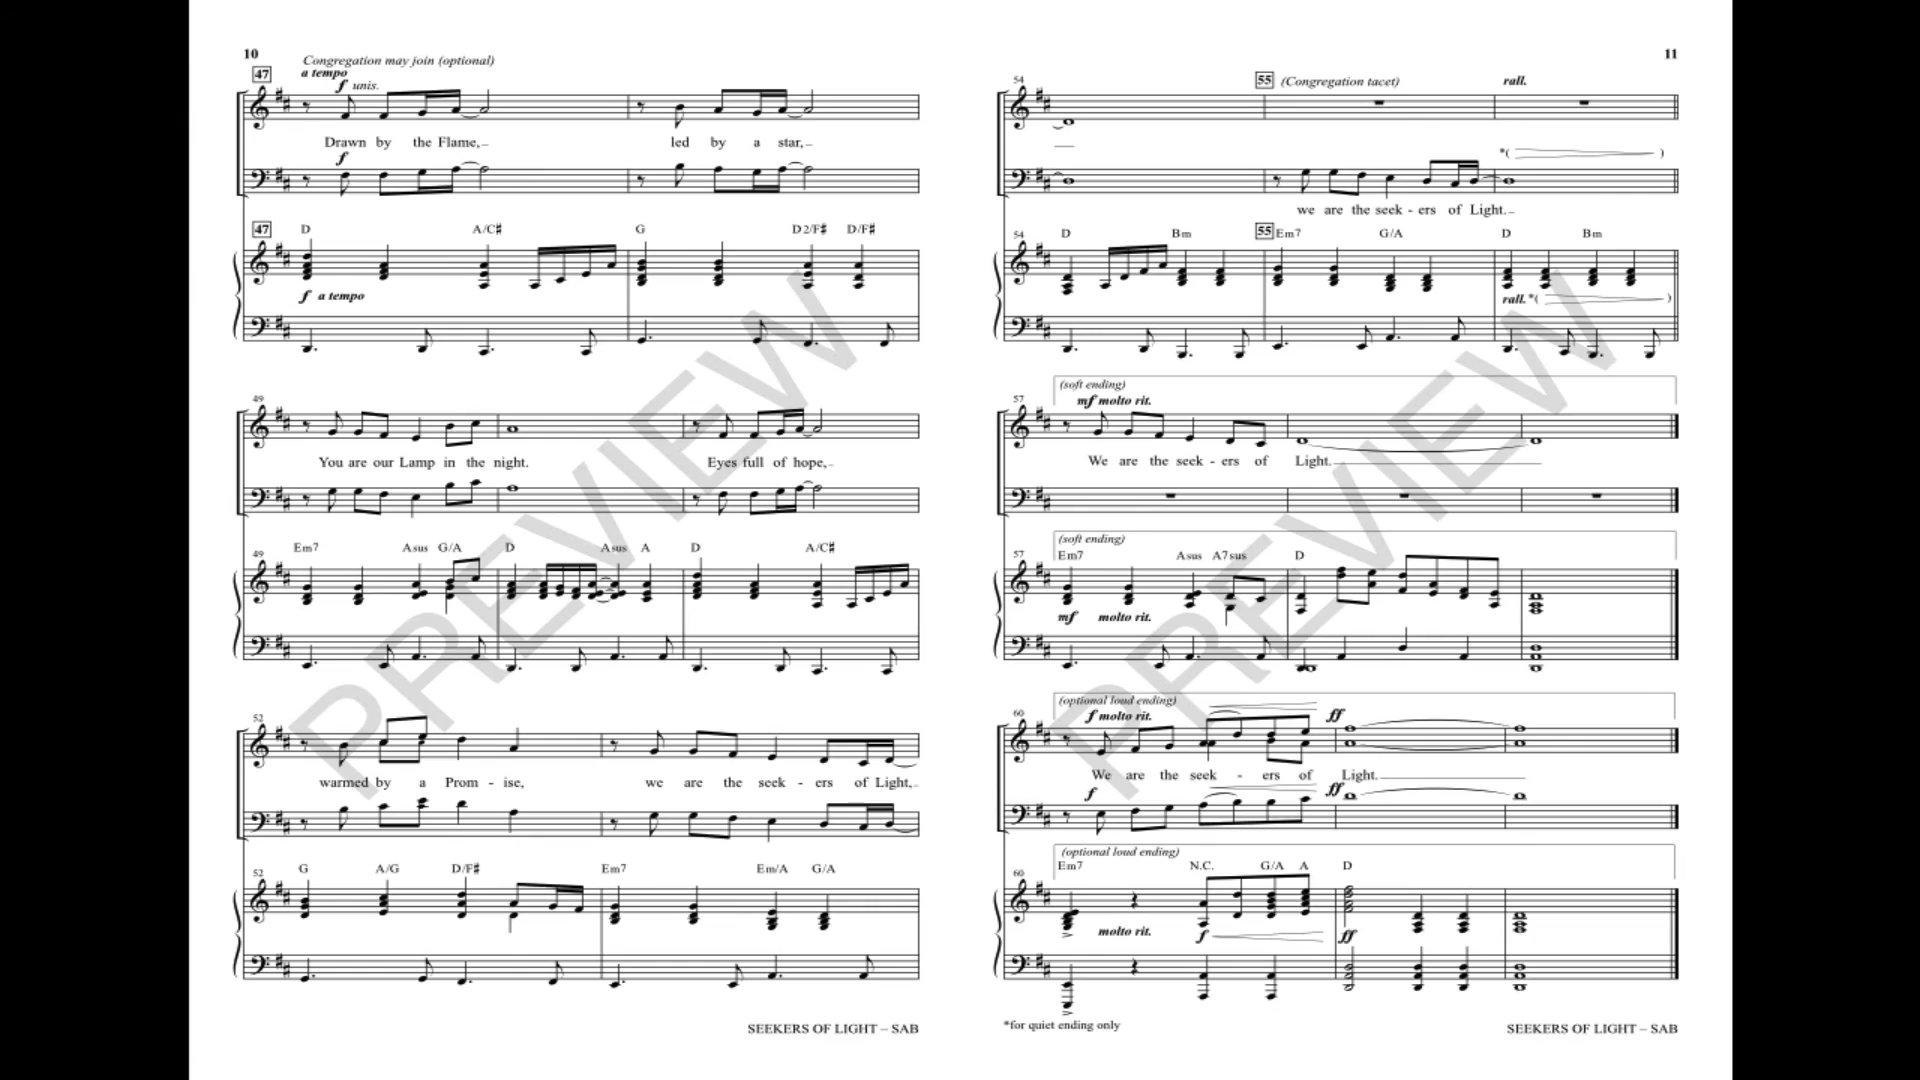 10
Congregation may join (optional)
47
a tempo
f unis.
Drawn by the Flame,
led by a star,
f
47 D A/C♯ G D2/F♯ D/F♯
f a tempo
49
You are our Lamp in the night. Eyes full of hope,
49 Em7 Asus G/A D Asus A D A/C♯
52
warmed by a Prom - ise, we are the seek - ers of Light,
52 G A/G D/F♯ Em7 Em/A G/A
SEEKERS OF LIGHT – SAB
PREVIEW
11
54 55 (Congregation tacet) rall.
*( )
we are the seek - ers of Light.
54 D Bm 55 Em7 G/A D Bm
rall. *( )
(soft ending)
57 mf molto rit.
We are the seek - ers of Light.
(soft ending)
57 Em7 Asus A7sus D
mf molto rit.
(optional loud ending)
60 f molto rit. ff
We are the seek - ers of Light.
f ff
(optional loud ending)
60 Em7 N.C. G/A A D
molto rit. f ff
*for quiet ending only
SEEKERS OF LIGHT – SAB
PREVIEW